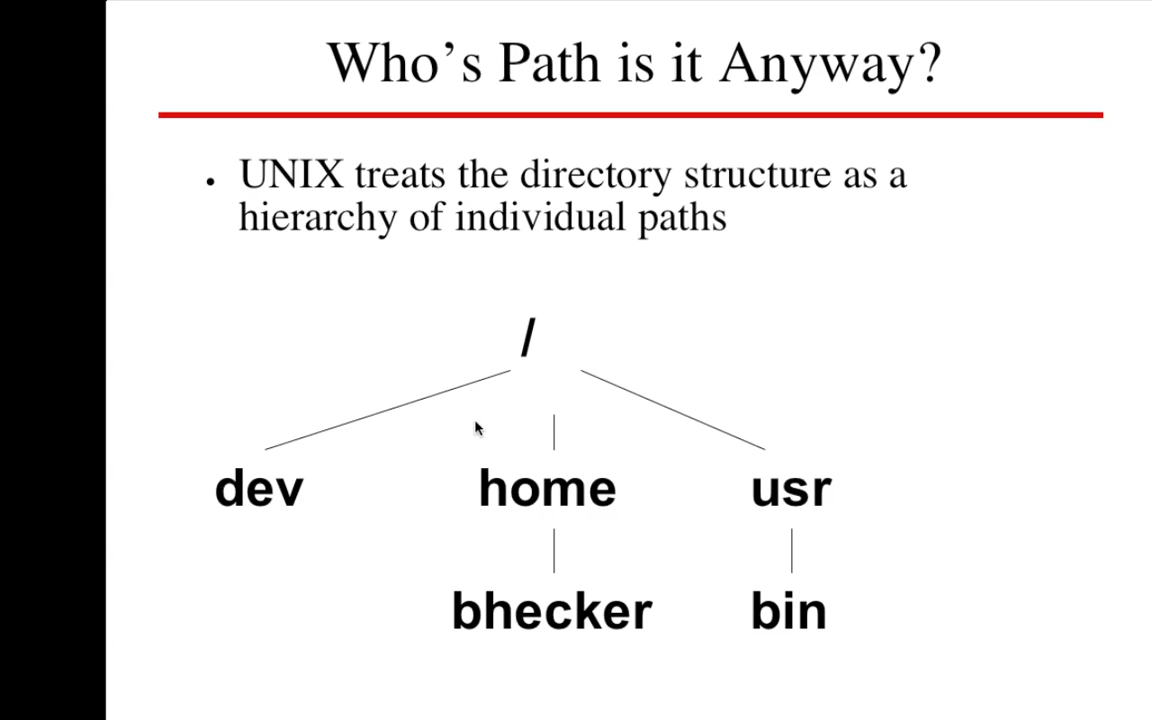 Who’s Path is it Anyway?
• UNIX treats the directory structure as a
hierarchy of individual paths
/
dev home usr
bhecker bin